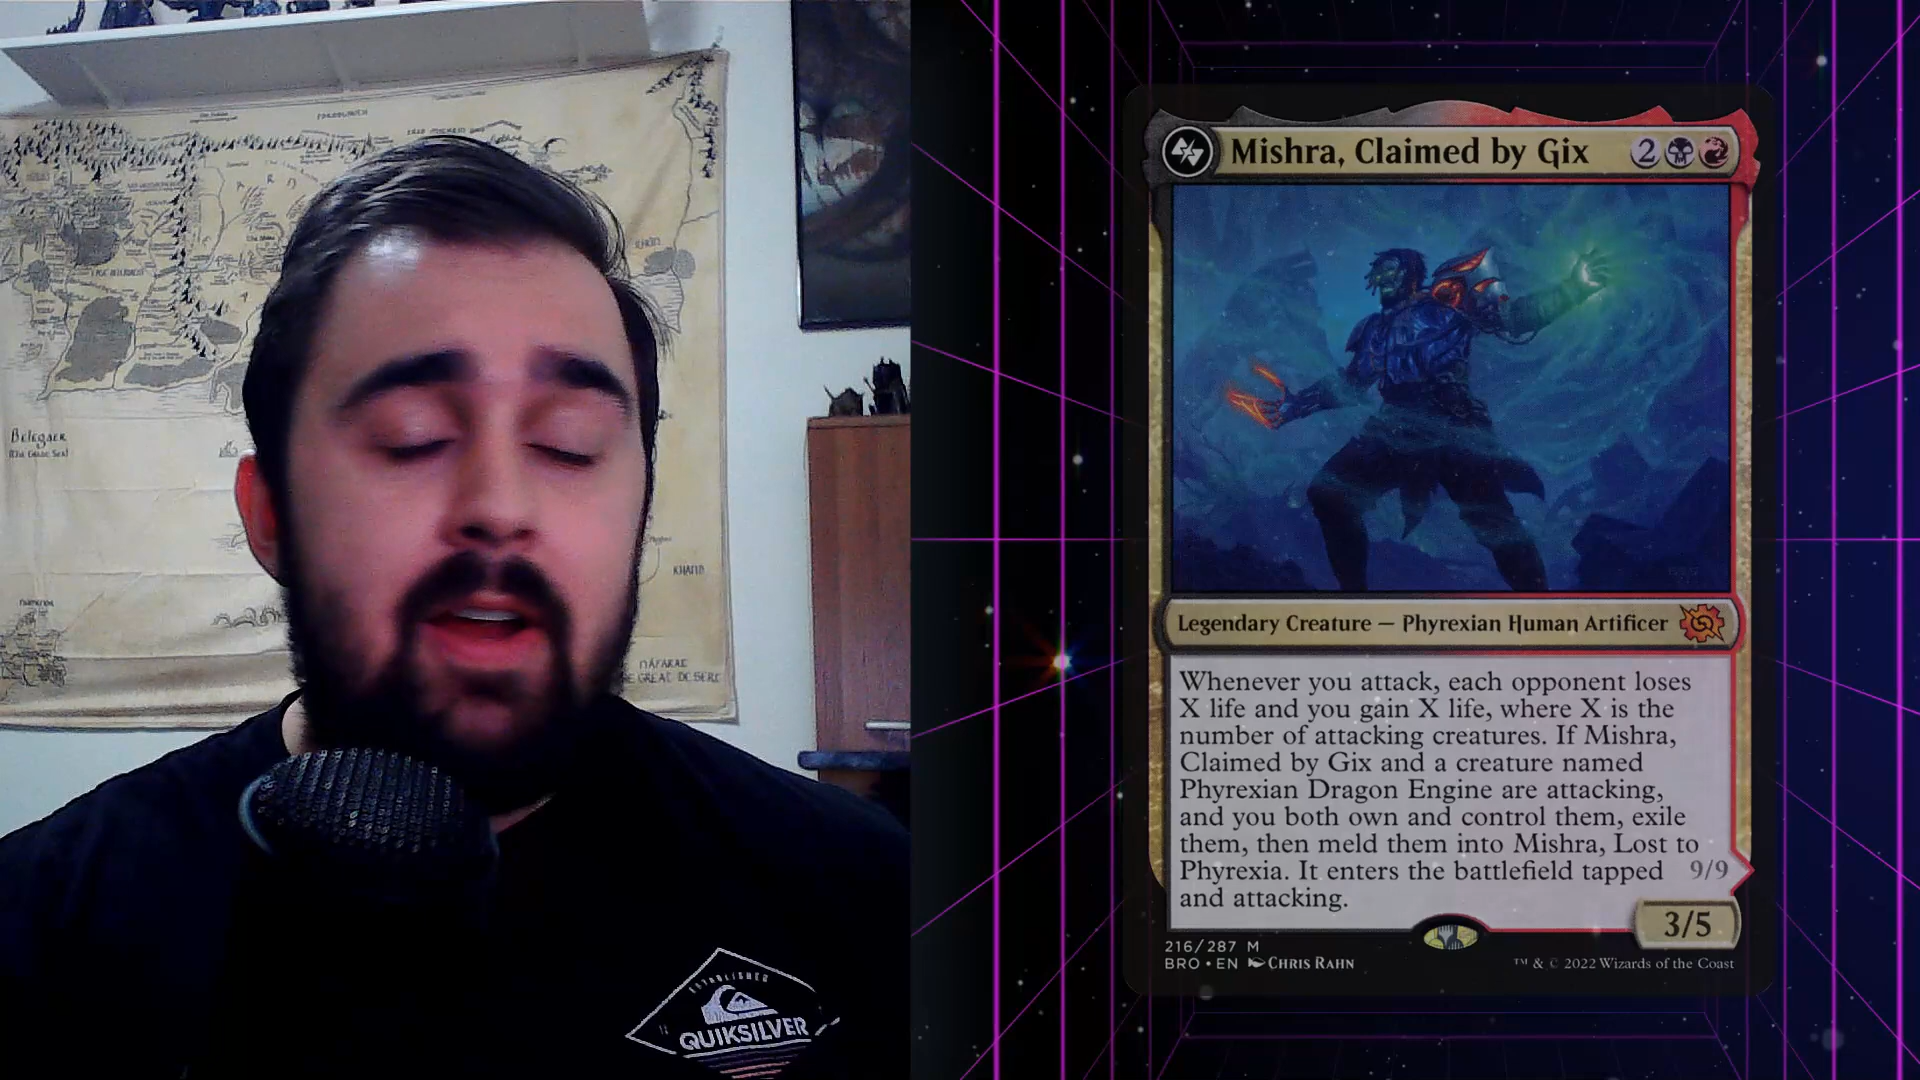 Belegaer
KHAND
ESTABLISHED
QUIKSILVER
Mishra, Claimed by Gix 2
Legendary Creature — Phyrexian Human Artificer
Whenever you attack, each opponent loses
X life and you gain X life, where X is the
number of attacking creatures. If Mishra,
Claimed by Gix and a creature named
Phyrexian Dragon Engine are attacking,
and you both own and control them, exile
them, then meld them into Mishra, Lost to
Phyrexia. It enters the battlefield tapped
and attacking.
9/9
3/5
216/287 M
BRO • EN Chris Rahn
™ & © 2022 Wizards of the Coast